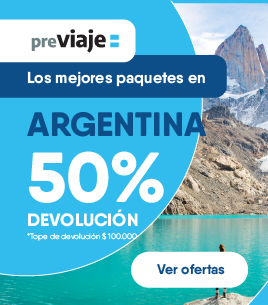 preViaje
Los mejores paquetes en
ARGENTINA
50%
DEVOLUCIÓN
*Tope de devolución $100.000
Ver ofertas